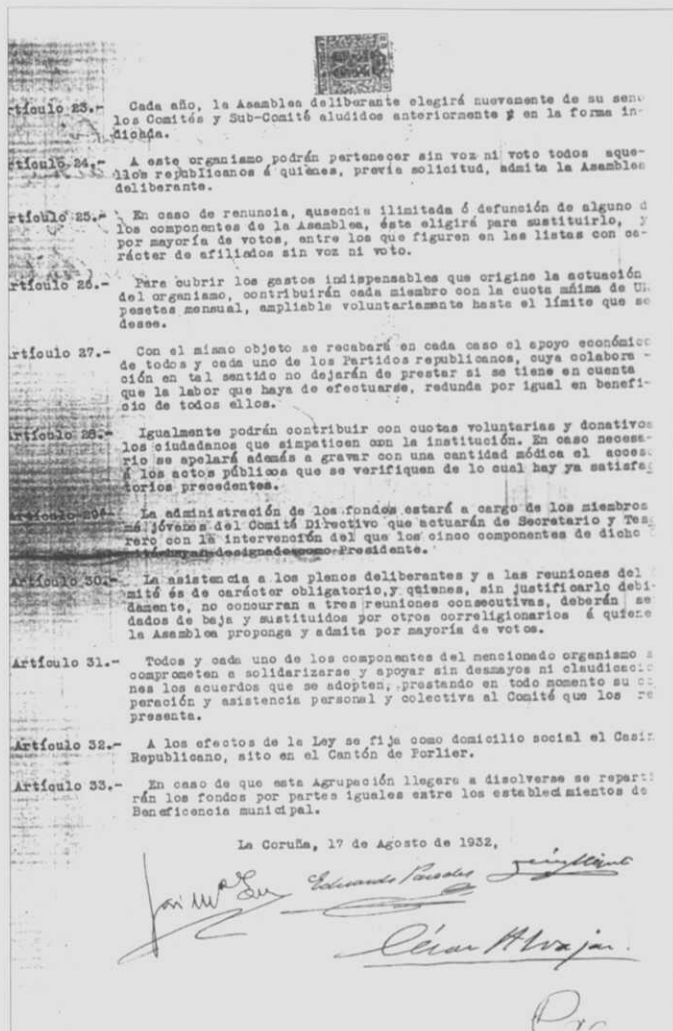 rtículo 23.- Cada año, la Asamblea deliberante elegirá nuevamente de su seno
los Comités y Sub-Comité aludidos anteriormente y en la forma in-
dicada.
rtículo 24.- A este organismo podrán pertenecer sin voz ni voto todos aque-
llos republicanos á quienes, previa solicitud, admita la Asamblea
deliberante.
rtículo 25.- En caso de renuncia, ausencia ilimitada ó defunción de alguno d
los componentes de la Asamblea, ésta eligirá para sustituirlo, y
por mayoría de votos, entre los que figuren en las listas con ca-
rácter de afiliados sin voz ni voto.
rtículo 26.- Para cubrir los gastos indispensables que origine la actuación
del organismo, contribuirán cada miembro con la cuota mínima de
pesetas mensual, ampliable voluntariamente hasta el límite que se
desee.
rtículo 27.- Con el mismo objeto se recabará en cada caso el apoyo económico
de todos y cada uno de los Partidos republicanos, cuya colabora -
ción en tal sentido no dejarán de prestar si se tiene en cuenta
que la labor que haya de efectuarse, redunda por igual en benefi-
cio de todos ellos.
Artículo 28.- Igualmente podrán contribuir con cuotas voluntarias y donativos
los ciudadanos que simpaticen con la institución. En caso necesa-
rio se apelará además a gravar con una cantidad módica el acceso
á los actos públicos que se verifiquen de lo cual hay ya satisfac
torios precedentes.
Artículo 29- La administración de los fondos estará a cargo de los miembros
má jóvenes del Comité Directivo que actuarán de Secretario y Tes
rero con la intervención del que los cinco componentes de dicho
mité hayan designado como Presidente.
Artículo 30.- La asistencia a los plenos deliberantes y a las reuniones del
mité és de carácter obligatorio,y quienes, sin justificarlo debi-
damente, no concurran a tres reuniones consecutivas, deberán se
dados de baja y sustituidos por otros correligionarios á quiene
la Asamblea proponga y admita por mayoría de votos.
Artículo 31.- Todos y cada uno de los componentes del mencionado organismo s
comprometen a solidarizarse y apoyar sin desmayos ni claudicacio
nes los acuerdos que se adopten, prestando en todo momento su co
peración y asistencia personal y colectiva al Comité que los re
presenta.
Artículo 32.- A los efectos de la Ley se fija como domicilio social el Casin
Republicano, sito en el Cantón de Porlier.
Artículo 33.- En caso de que esta Agrupación llegara a disolverse se reparti
rán los fondos por partes iguales entre los establecimientos de
Beneficencia municipal.
La Coruña, 17 de Agosto de 1932,
José Mª Eduardo Paredes
César Alvajar.